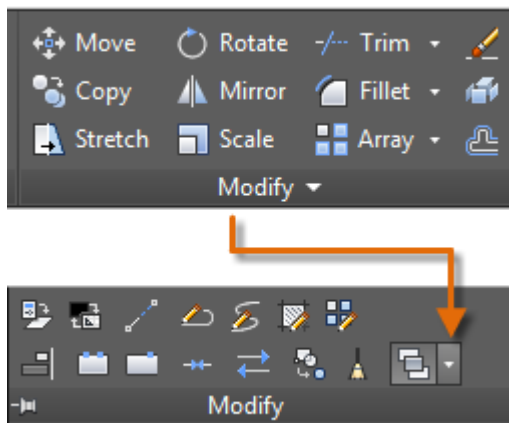 Move Rotate Trim
Copy Mirror Fillet
Stretch Scale Array
Modify
Modify